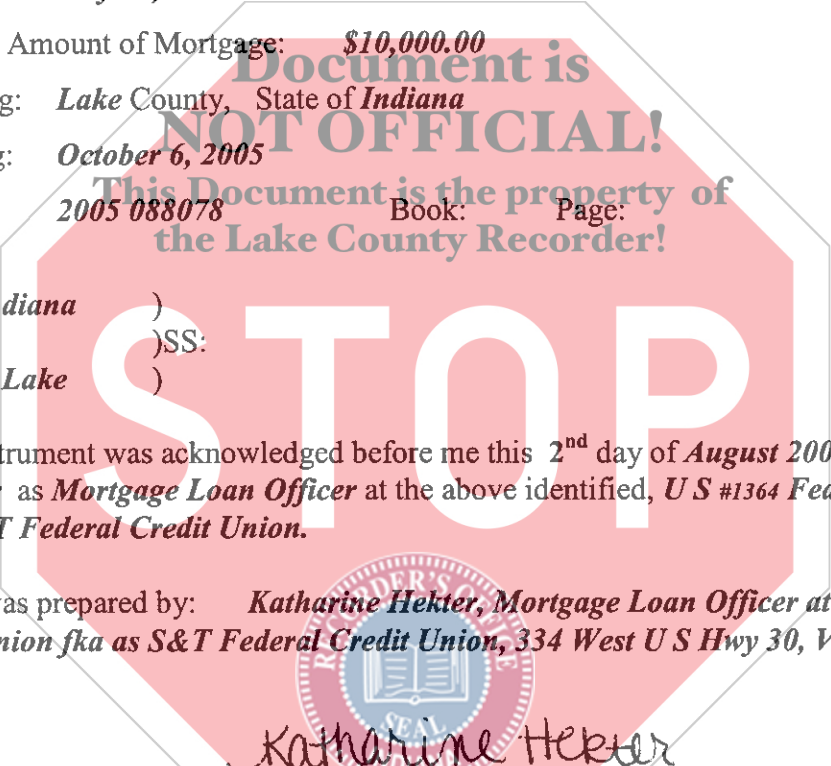 Amount of Mortgage: $10,000.00
Document is
g: Lake County, State of Indiana
NOT OFFICIAL!
g: October 6, 2005
This Document is the property of
2005 088078 Book: Page:
the Lake County Recorder!
diana )
)SS:
Lake )
STOP
trument was acknowledged before me this 2nd day of August 200
as Mortgage Loan Officer at the above identified, U S #1364 Fed
T Federal Credit Union.
as prepared by: Katharine Hekter, Mortgage Loan Officer at
nion fka as S&T Federal Credit Union, 334 West U S Hwy 30, V
RECORDER'S OFFICE
SEAL
Katharine Hekter